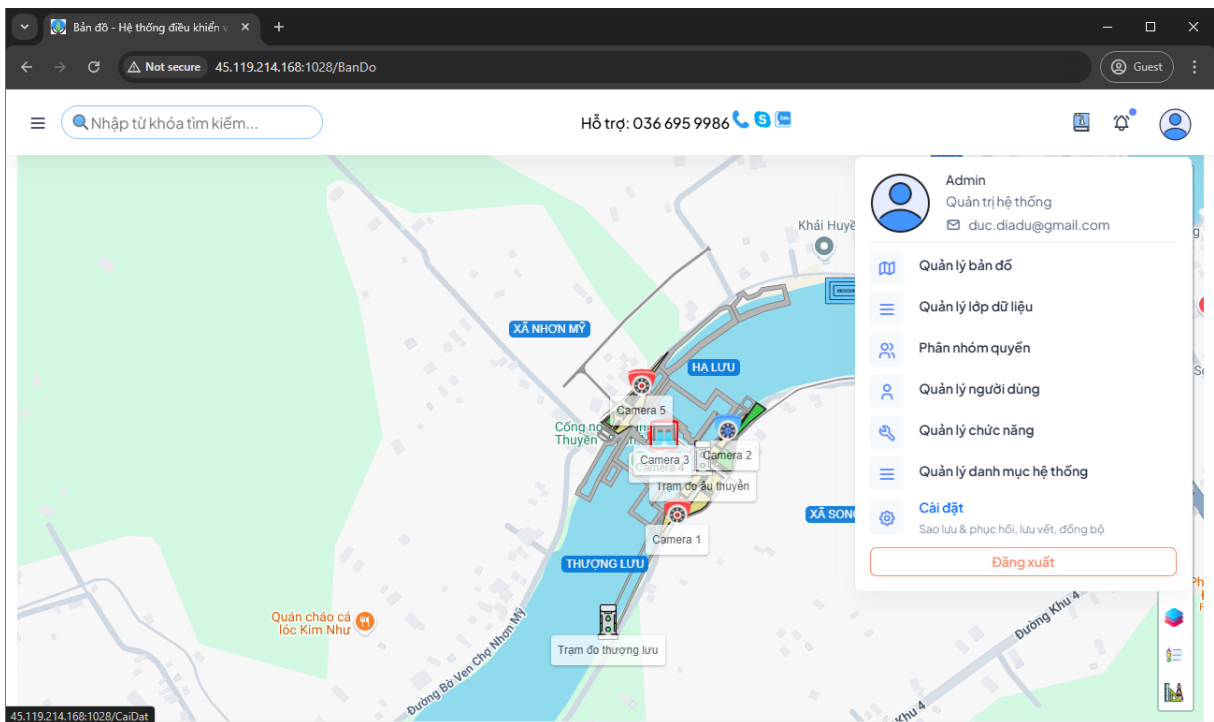 Bản đồ - Hệ thống điều khiển v
45.119.214.168:1028/BanDo
Not secure
Guest
Nhập từ khóa tìm kiếm...
Hỗ trợ: 036 695 9986
Admin
Quản trị hệ thống
duc.diadu@gmail.com
Quản lý bản đồ
Quản lý lớp dữ liệu
Phân nhóm quyền
Quản lý người dùng
Quản lý chức năng
Quản lý danh mục hệ thống
Cài đặt
Sao lưu & phục hồi, lưu vết, đồng bộ
Đăng xuất
Khải Huyề
XÃ NHƠN MỸ
HẠ LƯU
Camera 5
Cống ng
Thuyền
Camera 3
Camera 2
Camera 4
Trạm đo âu thuyền
XÃ SON
Camera 1
THƯỢNG LƯU
Quán cháo cá
lóc Kim Như
Trạm đo thượng lưu
Đường Bờ Ven Chợ Nhơn Mỹ
Đường Khu 4
Khu 4
45.119.214.168:1028/CaiDat